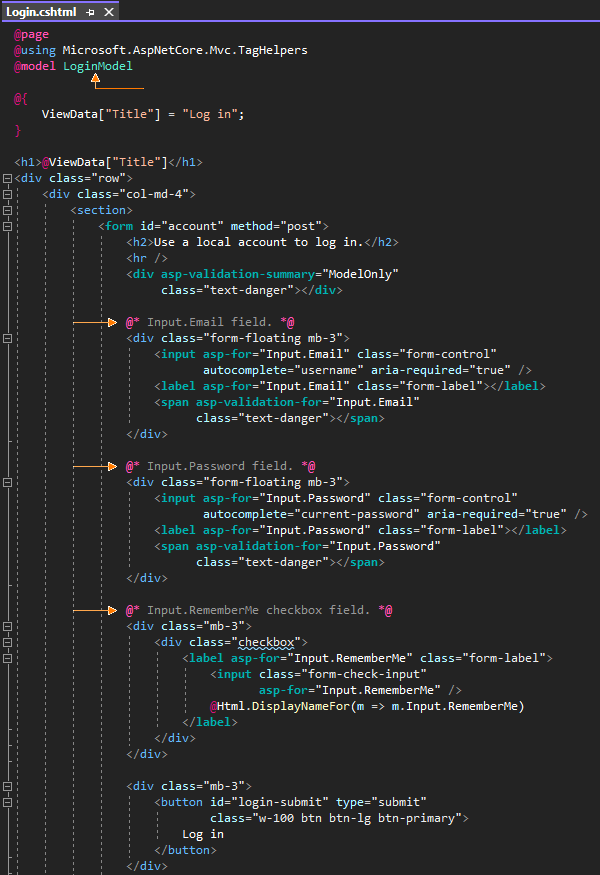 Login.cshtml
@page
@using Microsoft.AspNetCore.Mvc.TagHelpers
@model LoginModel
@{
    ViewData["Title"] = "Log in";
}
<h1>@ViewData["Title"]</h1>
<div class="row">
    <div class="col-md-4">
        <section>
            <form id="account" method="post">
                <h2>Use a local account to log in.</h2>
                <hr />
                <div asp-validation-summary="ModelOnly"
                     class="text-danger"></div>
                @* Input.Email field. *@
                <div class="form-floating mb-3">
                    <input asp-for="Input.Email" class="form-control"
                           autocomplete="username" aria-required="true" />
                    <label asp-for="Input.Email" class="form-label"></label>
                    <span asp-validation-for="Input.Email"
                          class="text-danger"></span>
                </div>
                @* Input.Password field. *@
                <div class="form-floating mb-3">
                    <input asp-for="Input.Password" class="form-control"
                           autocomplete="current-password" aria-required="true" />
                    <label asp-for="Input.Password" class="form-label"></label>
                    <span asp-validation-for="Input.Password"
                          class="text-danger"></span>
                </div>
                @* Input.RememberMe checkbox field. *@
                <div class="mb-3">
                    <div class="checkbox">
                        <label asp-for="Input.RememberMe" class="form-label">
                            <input class="form-check-input"
                                   asp-for="Input.RememberMe" />
                            @Html.DisplayNameFor(m => m.Input.RememberMe)
                        </label>
                    </div>
                </div>
                <div class="mb-3">
                    <button id="login-submit" type="submit"
                            class="w-100 btn btn-lg btn-primary">
                        Log in
                    </button>
                </div>